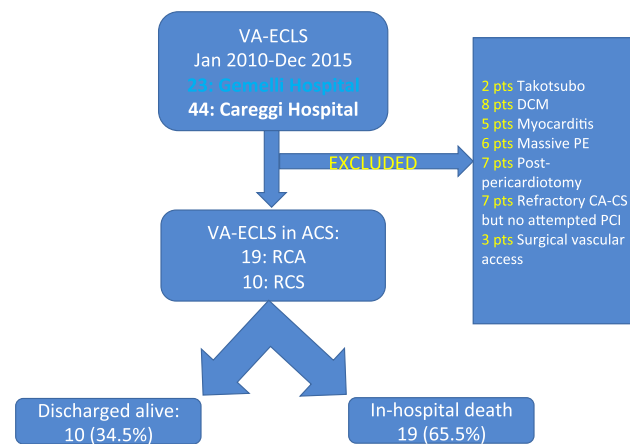 VA-ECLS
Jan 2010-Dec 2015
23: Gemelli Hospital
44: Careggi Hospital
EXCLUDED
2 pts Takotsubo
8 pts DCM
5 pts Myocarditis
6 pts Massive PE
7 pts Post-
pericardiotomy
7 pts Refractory CA-CS
but no attempted PCI
3 pts Surgical vascular
access
VA-ECLS in ACS:
19: RCA
10: RCS
Discharged alive:
10 (34.5%)
In-hospital death
19 (65.5%)